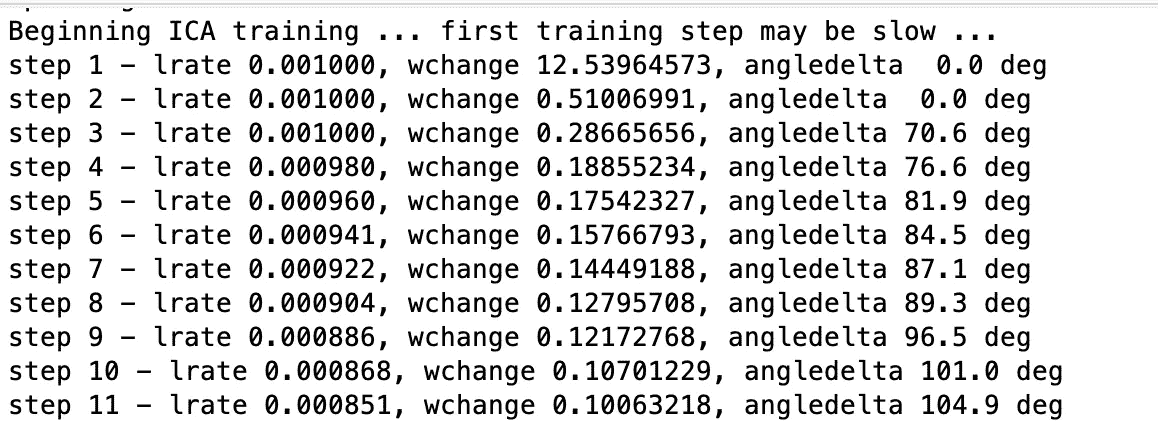 Beginning ICA training ... first training step may be slow ...
step 1 – lrate 0.001000, wchange 12.53964573, angledelta  0.0 deg
step 2 – lrate 0.001000, wchange 0.51006991, angledelta  0.0 deg
step 3 – lrate 0.001000, wchange 0.28665656, angledelta 70.6 deg
step 4 – lrate 0.000980, wchange 0.18855234, angledelta 76.6 deg
step 5 – lrate 0.000960, wchange 0.17542327, angledelta 81.9 deg
step 6 – lrate 0.000941, wchange 0.15766793, angledelta 84.5 deg
step 7 – lrate 0.000922, wchange 0.14449188, angledelta 87.1 deg
step 8 – lrate 0.000904, wchange 0.12795708, angledelta 89.3 deg
step 9 – lrate 0.000886, wchange 0.12172768, angledelta 96.5 deg
step 10 – lrate 0.000868, wchange 0.10701229, angledelta 101.0 deg
step 11 – lrate 0.000851, wchange 0.10063218, angledelta 104.9 deg